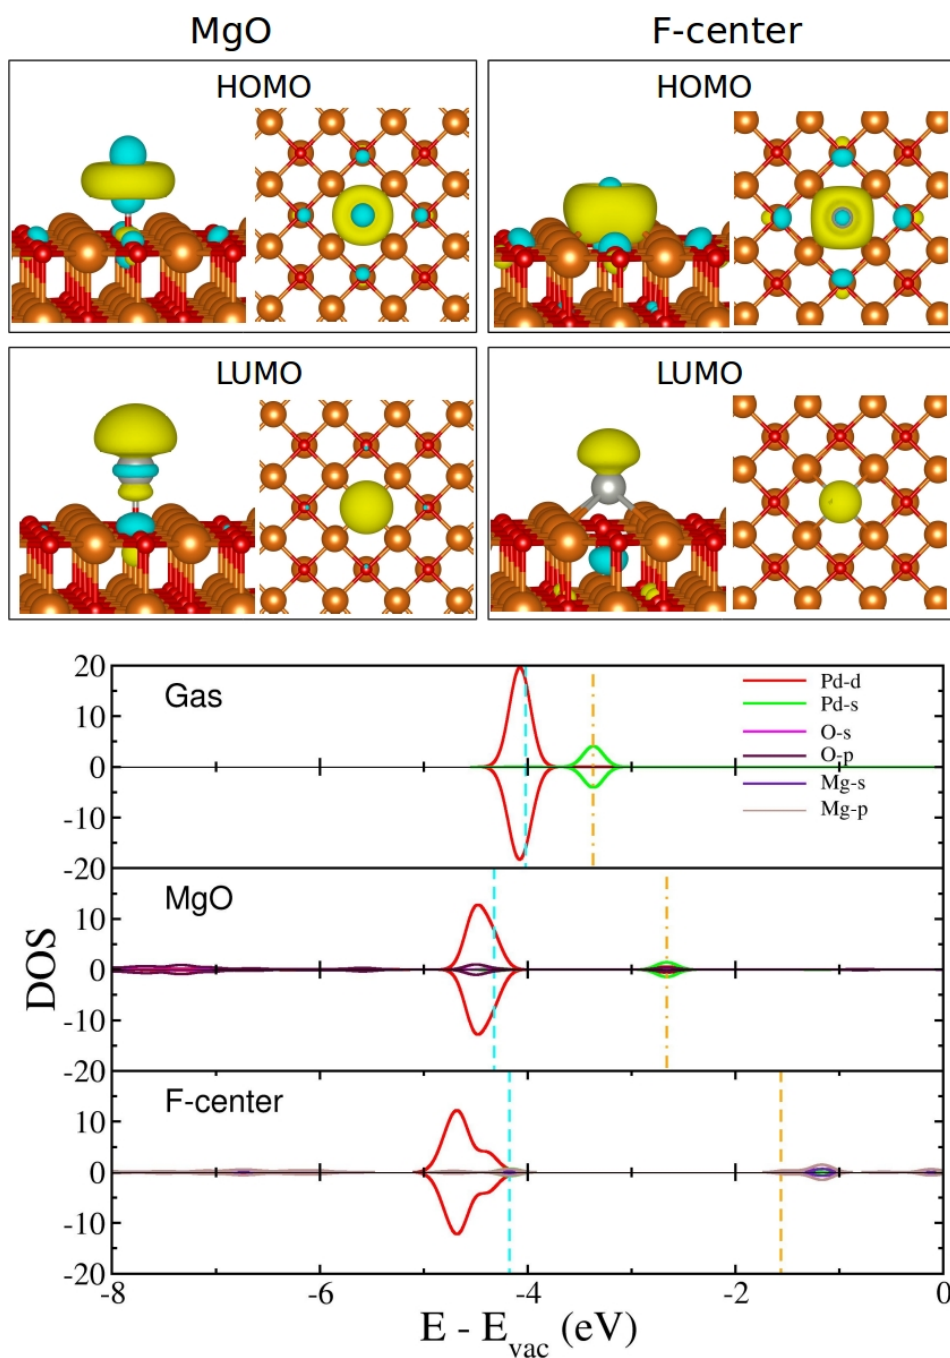 MgO
F-center
HOMO
HOMO
LUMO
LUMO
20
10
0
-10
-20
Gas
Pd-d
Pd-s
O-s
O-p
Mg-s
Mg-p
10
0
-10
-20
MgO
DOS
10
0
-10
-20
F-center
-8
-6
-4
-2
0
E - Evac (eV)